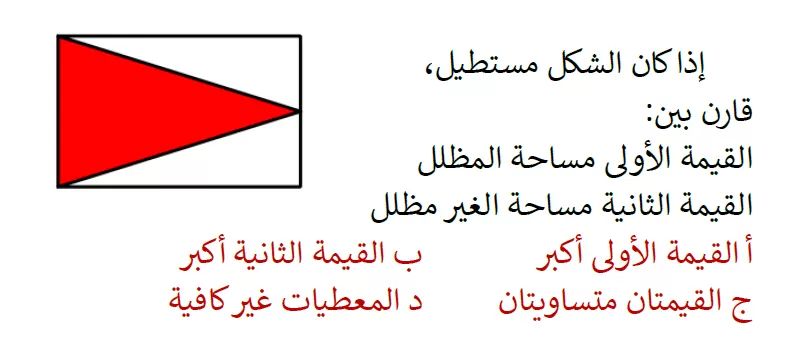 إذا كان الشكل مستطيل،
قارن بين:
القيمة الأولى مساحة المظلل
القيمة الثانية مساحة الغير مظلل
أ القيمة الأولى أكبر ب القيمة الثانية أكبر
ج القيمتان متساويتان د المعطيات غير كافية